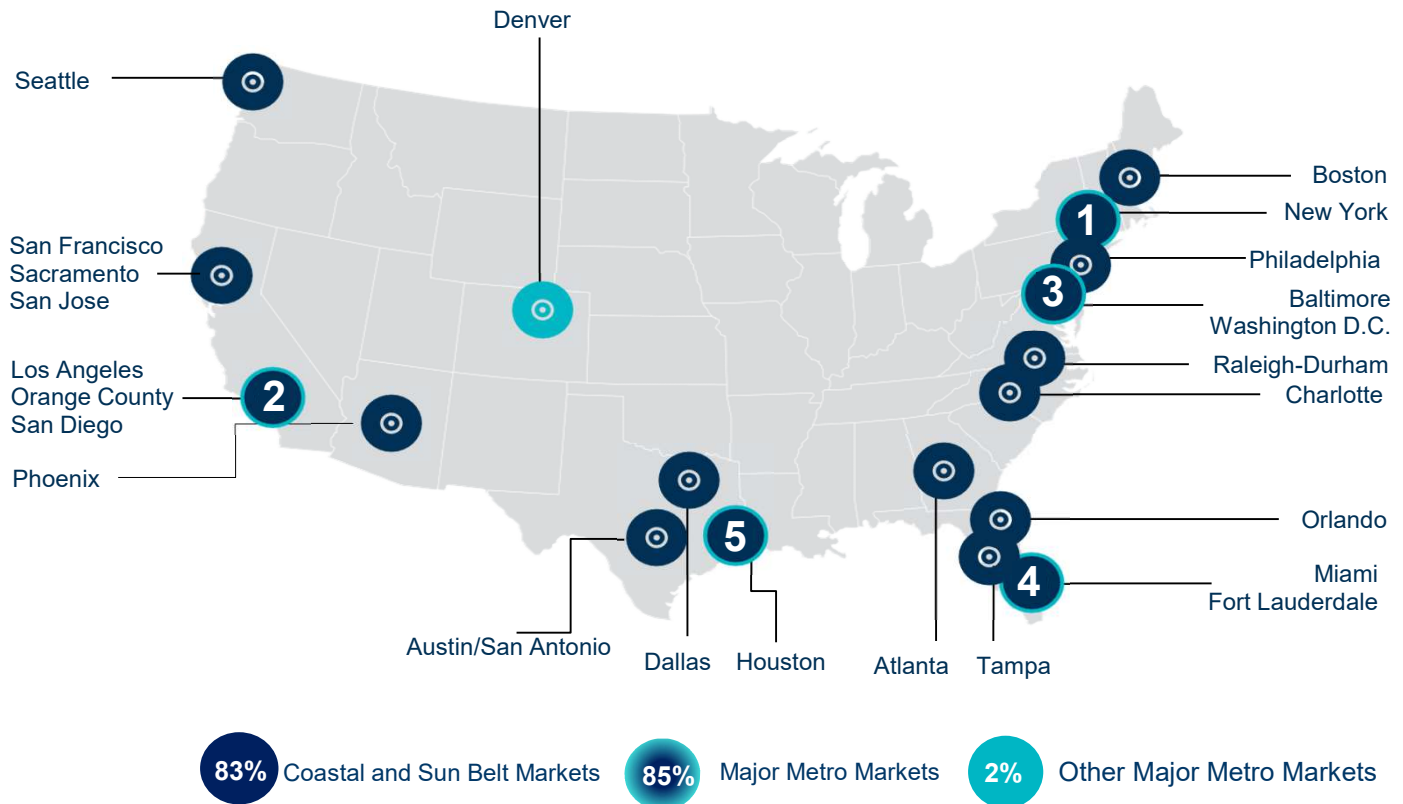 Denver
Seattle
Boston
1
New York
San Francisco
Sacramento
San Jose
Philadelphia
3
Baltimore
Washington D.C.
Los Angeles
Orange County
San Diego
2
Raleigh-Durham
Charlotte
Phoenix
5
Orlando
4
Miami
Fort Lauderdale
Austin/San Antonio
Dallas
Houston
Atlanta
Tampa
83% Coastal and Sun Belt Markets
85% Major Metro Markets
2% Other Major Metro Markets